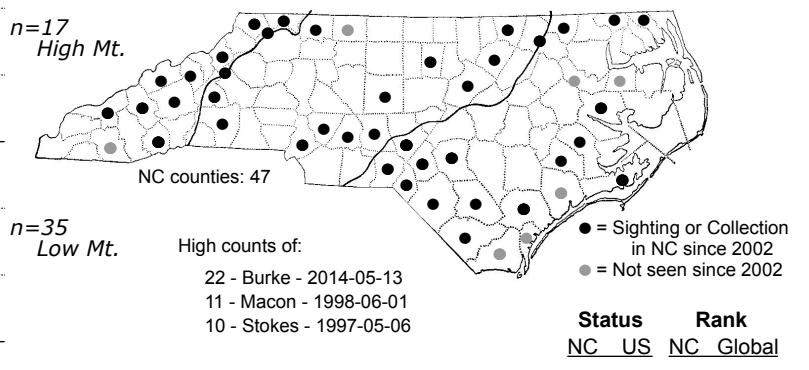 n=17
High Mt.
NC counties: 47
n=35
Low Mt.
High counts of:
22 - Burke - 2014-05-13
11 - Macon - 1998-06-01
10 - Stokes - 1997-05-06
= Sighting or Collection
in NC since 2002
= Not seen since 2002
Status Rank
NC US NC Global